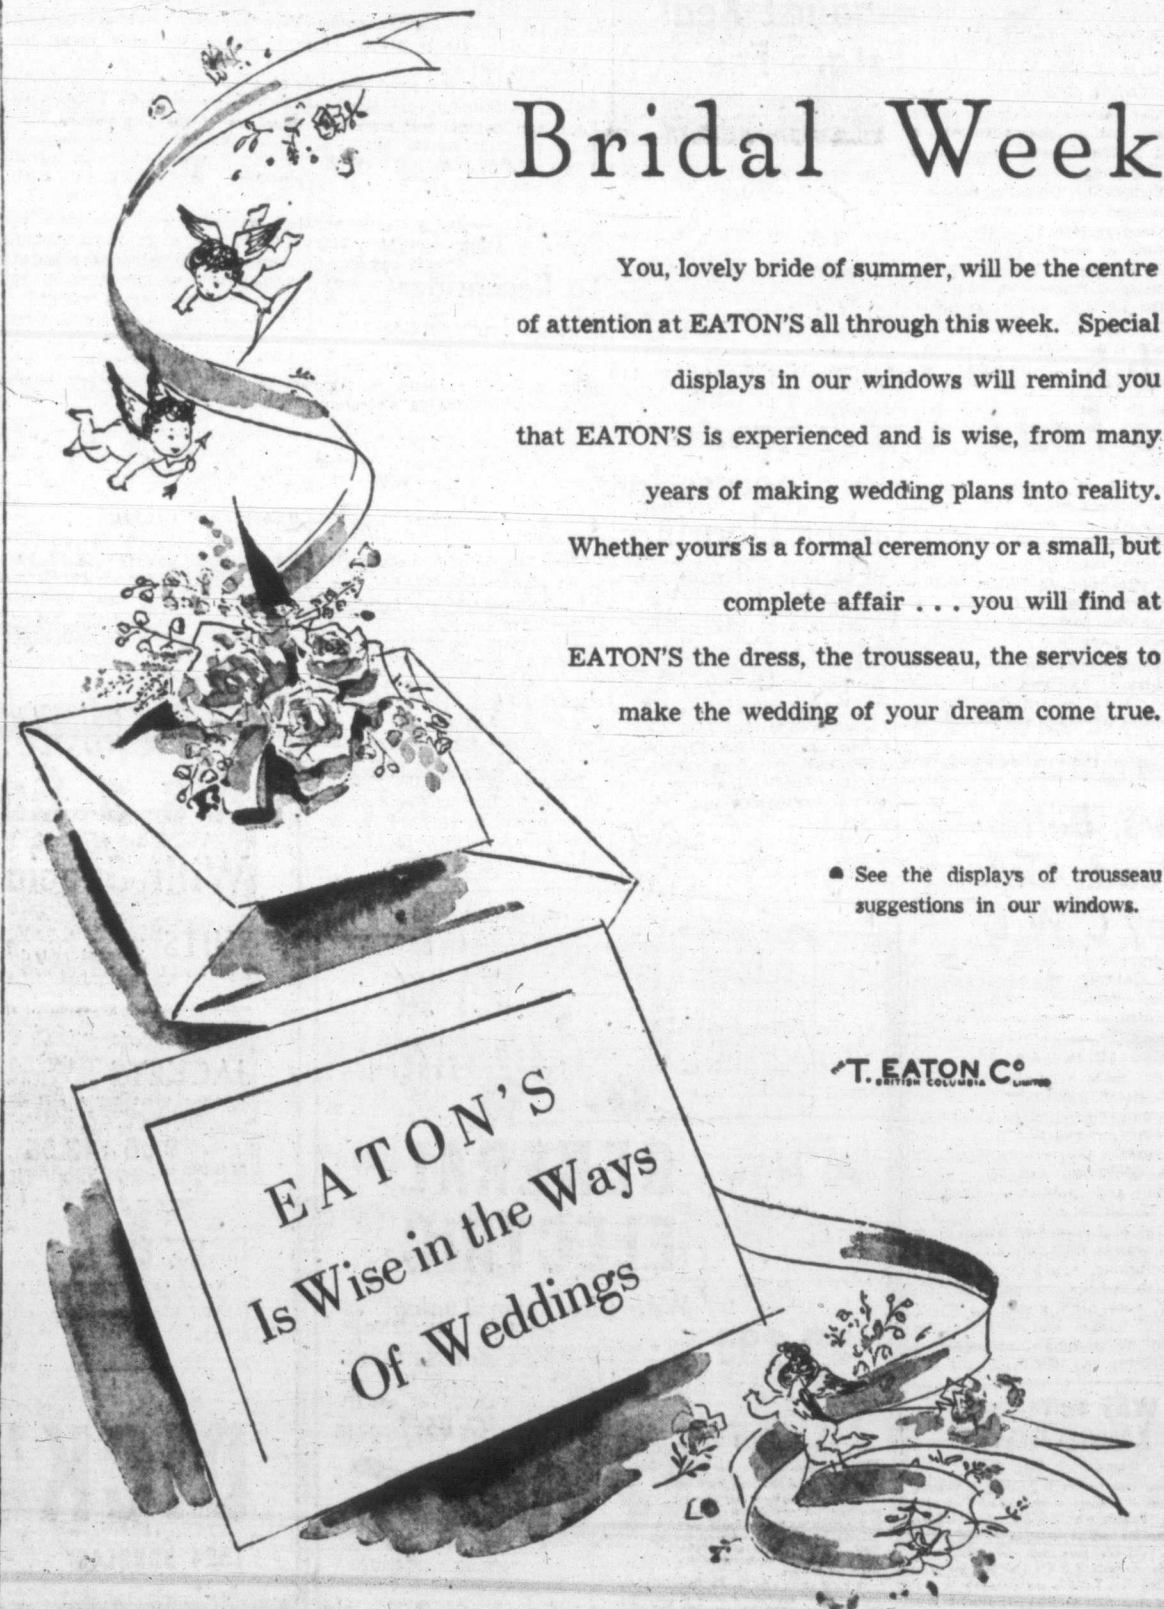 Bridal Week
You, lovely bride of summer, will be the centre
of attention at EATON'S all through this week. Special
displays in our windows will remind you
that EATON'S is experienced and is wise, from many
years of making wedding plans into reality.
Whether yours is a formal ceremony or a small, but
complete affair . . . you will find at
EATON'S the dress, the trousseau, the services to
make the wedding of your dream come true.
● See the displays of trousseau
suggestions in our windows.
THE T. EATON Co LIMITED
BRITISH COLUMBIA
EATON'S
Is Wise in the Ways
Of Weddings